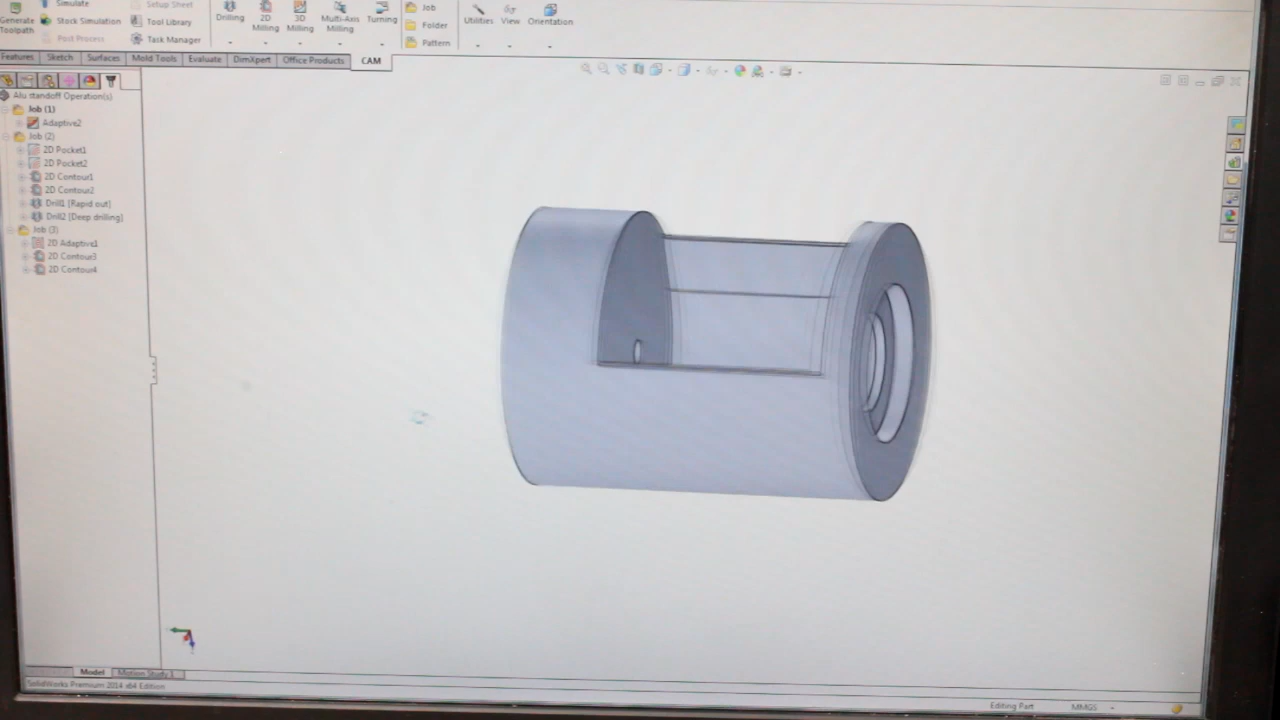 Simulate
Setup Sheet
Generate
Toolpath
Stock Simulation
Tool Library
Post Process
Task Manager
Drilling
2D
Milling
3D
Milling
Multi-Axis
Milling
Turning
Job
Folder
Pattern
Utilities
View
Orientation
Features
Sketch
Surfaces
Mold Tools
Evaluate
DimXpert
Office Products
CAM
Alu standoff Operation(s)
Job (1)
Adaptive2
Job (2)
2D Pocket1
2D Pocket2
2D Contour1
2D Contour2
Drill1 [Rapid out]
Drill2 [Deep drilling]
Job (3)
2D Adaptive1
2D Contour3
2D Contour4
Model
Motion Study 1
SolidWorks Premium 2014 x64 Edition
Editing Part
MMGS